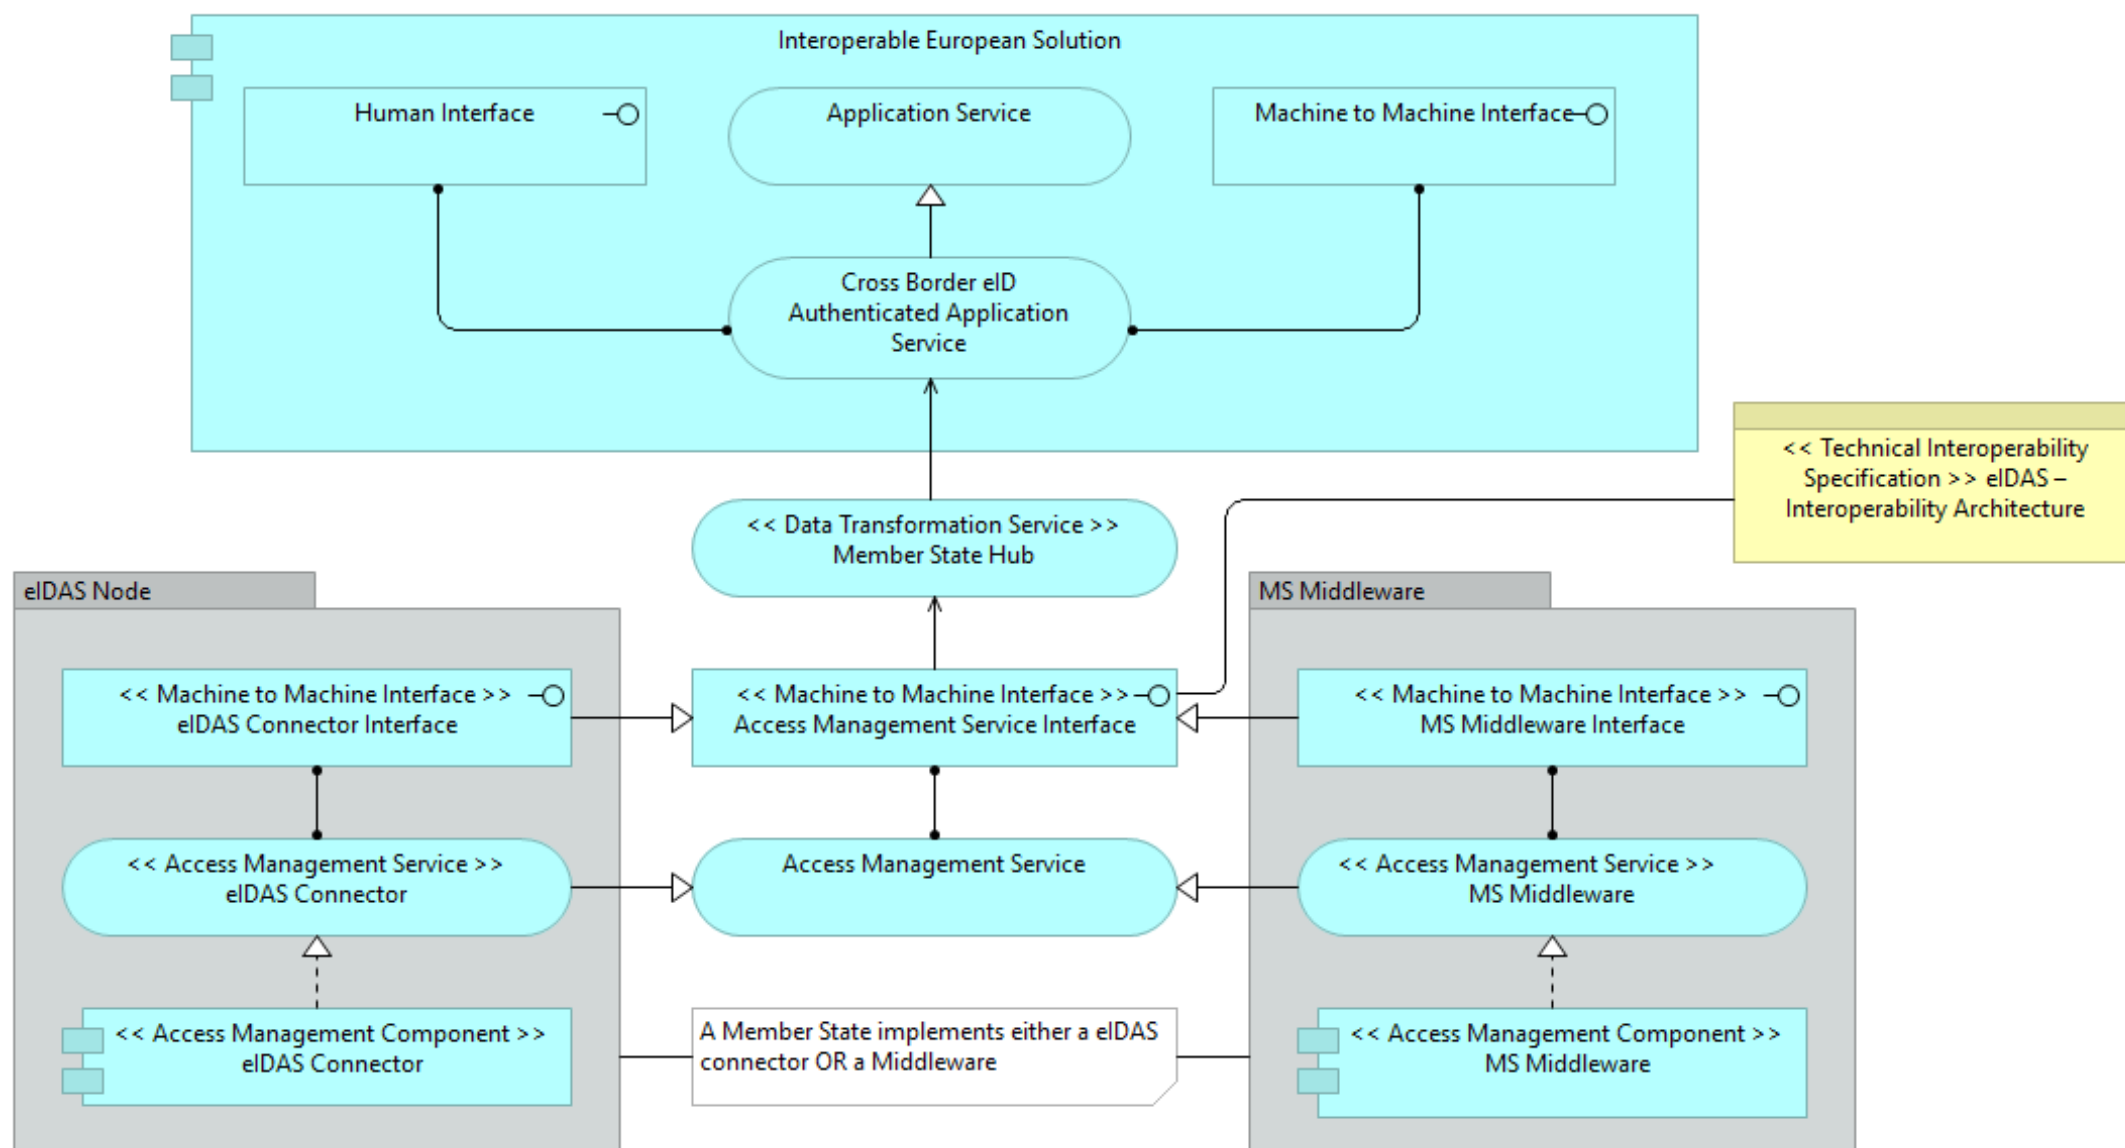 Interoperable European Solution
Human Interface
Application Service
Machine to Machine Interface
Cross Border eID
Authenticated Application
Service
<< Technical Interoperability
Specification >> eIDAS –
Interoperability Architecture
<< Data Transformation Service >>
Member State Hub
eIDAS Node
MS Middleware
<< Machine to Machine Interface >>
eIDAS Connector Interface
<< Machine to Machine Interface >>
Access Management Service Interface
<< Machine to Machine Interface >>
MS Middleware Interface
<< Access Management Service >>
eIDAS Connector
Access Management Service
<< Access Management Service >>
MS Middleware
<< Access Management Component >>
eIDAS Connector
A Member State implements either a eIDAS
connector OR a Middleware
<< Access Management Component >>
MS Middleware